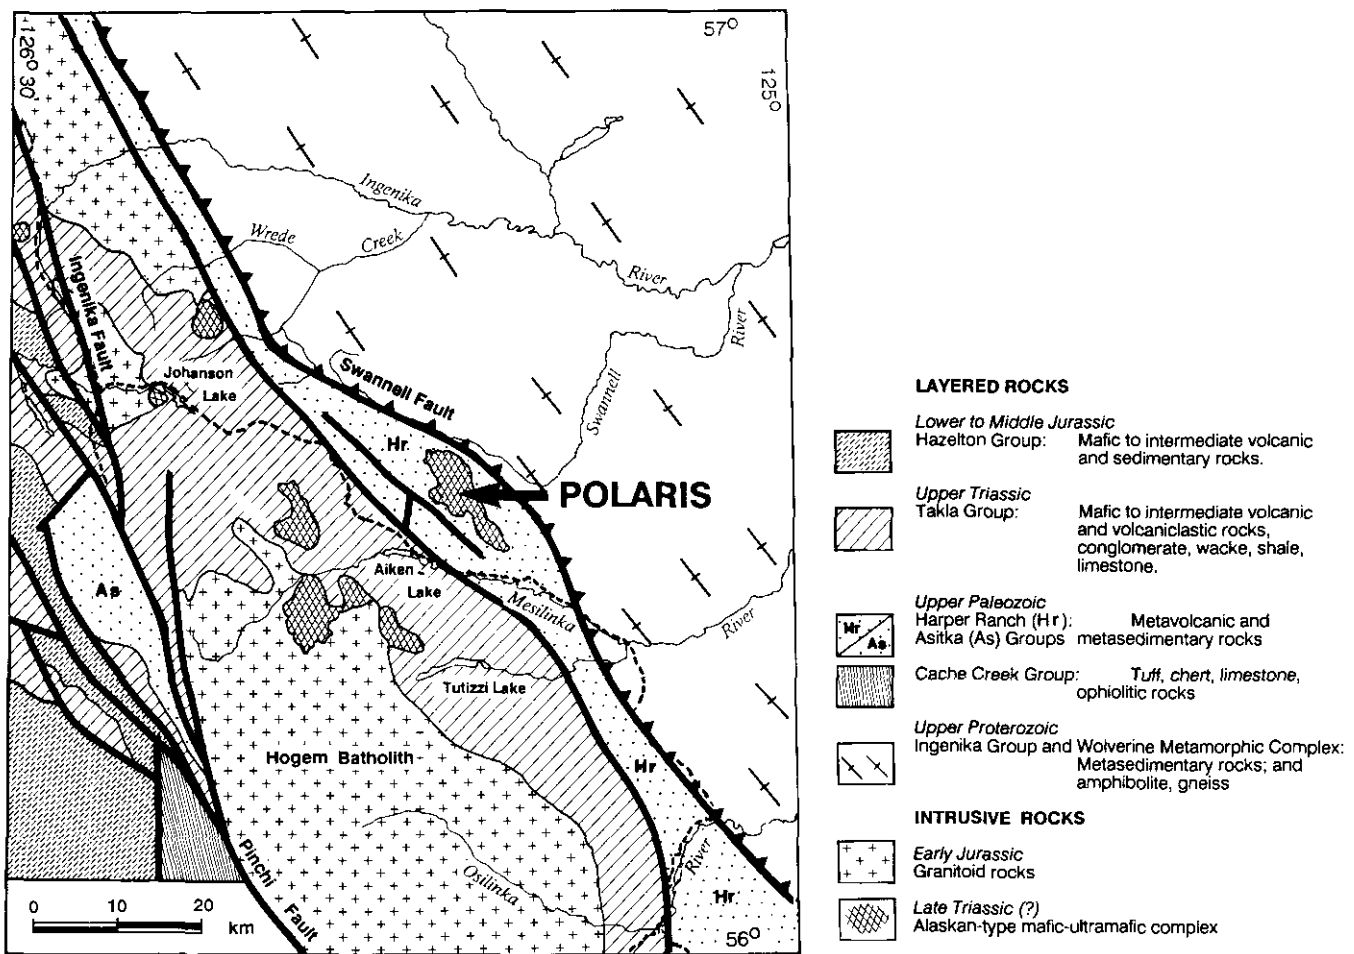 57⁰
126⁰ 30'
125⁰
Ingenika
Wrede
Creek
River
River
Ingenika Fault
Johanson
Lake
Swannell Fault
Swannell
Hr
POLARIS
Aiken
Lake
Mesilinka
River
As
Tutizzi Lake
Hogem Batholith
Hr
Pinchi
Fault
Osilinka
River
Hr
0 10 20
km
56⁰
LAYERED ROCKS
Lower to Middle Jurassic
Hazelton Group: Mafic to intermediate volcanic
and sedimentary rocks.
Upper Triassic
Takla Group: Mafic to intermediate volcanic
and volcaniclastic rocks,
conglomerate, wacke, shale,
limestone.
Upper Paleozoic
Hr As
Harper Ranch (Hr): Metavolcanic and
Asitka (As) Groups metasedimentary rocks
Cache Creek Group: Tuff, chert, limestone,
ophiolitic rocks
Upper Proterozoic
Ingenika Group and Wolverine Metamorphic Complex:
Metasedimentary rocks; and
amphibolite, gneiss
INTRUSIVE ROCKS
Early Jurassic
Granitoid rocks
Late Triassic (?)
Alaskan-type mafic-ultramafic complex